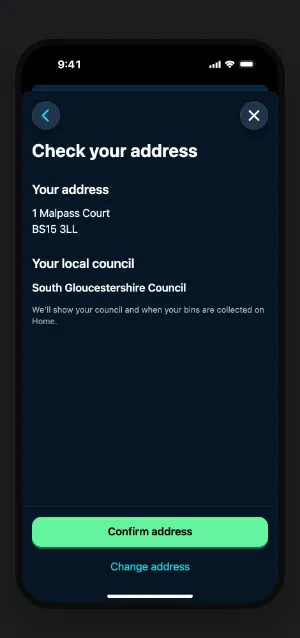 9:41
Check your address
Your address
1 Malpass Court
BS15 3LL
Your local council
South Gloucestershire Council
We'll show your council and when your bins are collected on
Home.
Confirm address
Change address